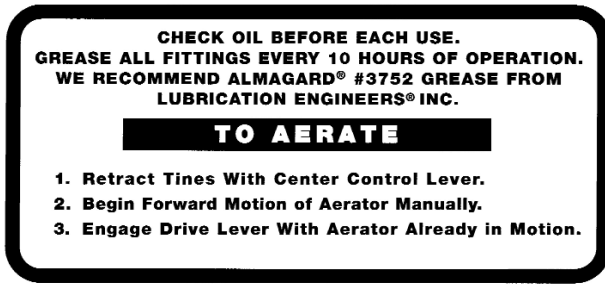 CHECK OIL BEFORE EACH USE.
GREASE ALL FITTINGS EVERY 10 HOURS OF OPERATION.
WE RECOMMEND ALMAGARD® #3752 GREASE FROM
LUBRICATION ENGINEERS® INC.
TO AERATE
1. Retract Tines With Center Control Lever.
2. Begin Forward Motion of Aerator Manually.
3. Engage Drive Lever With Aerator Already in Motion.